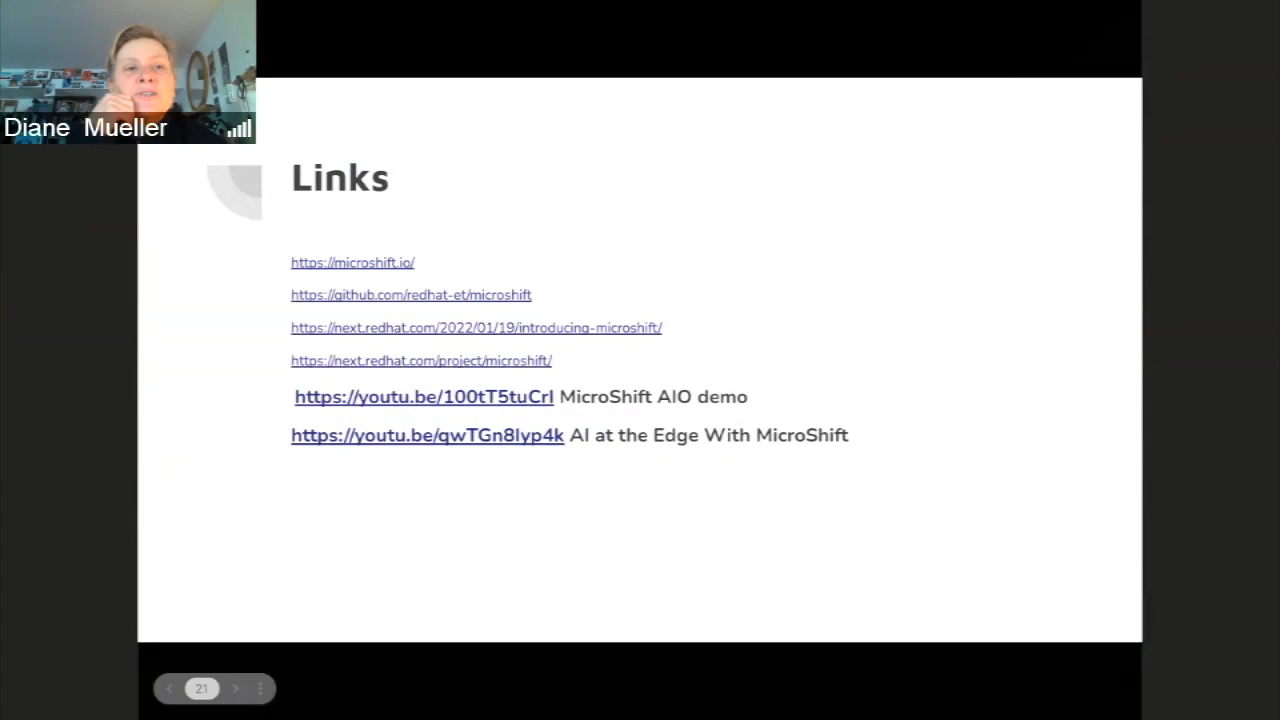 Diane Mueller
Links
https://microshift.io/
https://github.com/redhat-et/microshift
https://next.redhat.com/2022/01/19/introducing-microshift/
https://next.redhat.com/project/microshift/
https://youtu.be/100tT5tuCrI MicroShift AIO demo
https://youtu.be/qwTGn8Iyp4k AI at the Edge With MicroShift
21